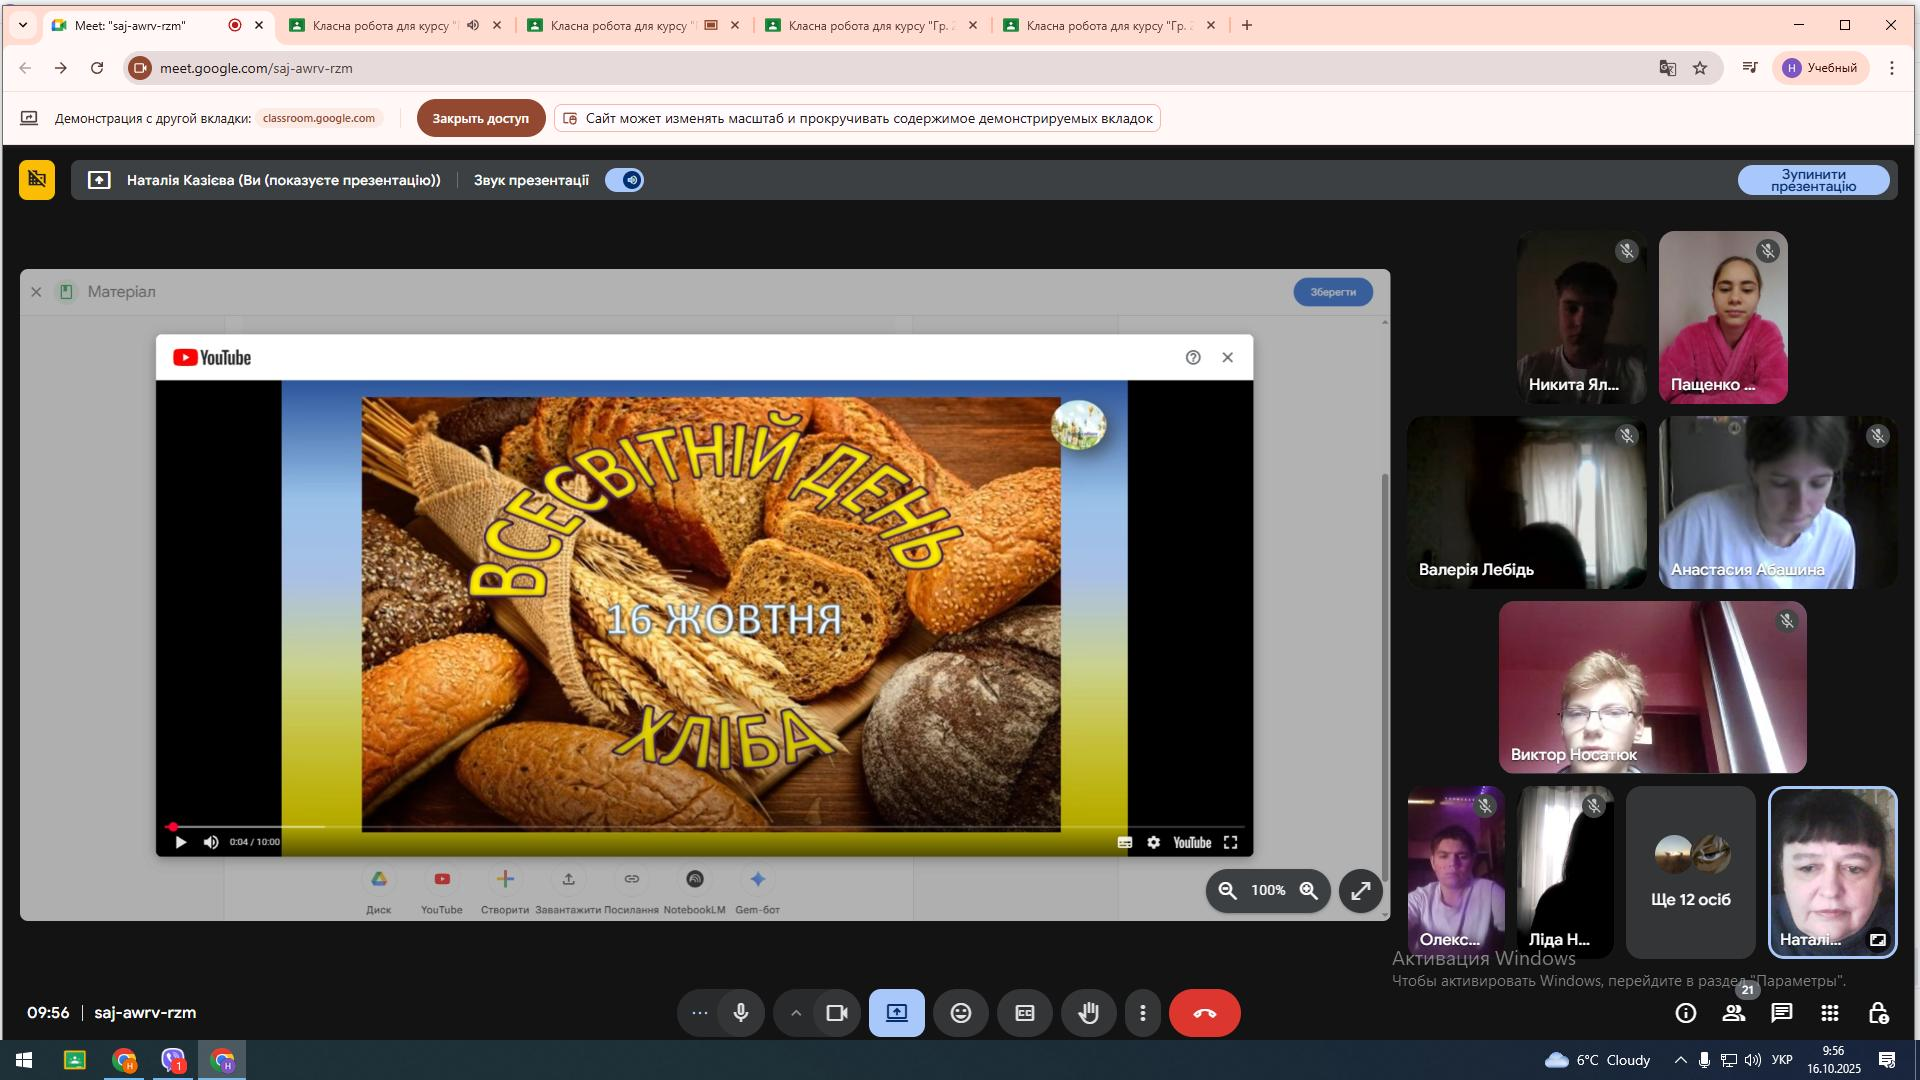 Meet: "saj-awrv-rzm"
Класна робота для курсу "
Класна робота для курсу "
Класна робота для курсу "Гр.
Класна робота для курсу "Гр.
meet.google.com/saj-awrv-rzm
Н
Учебный
Демонстрация с другой вкладки:
classroom.google.com
Закрыть доступ
Сайт может изменять масштаб и прокручивать содержимое демонстрируемых вкладок
Наталія Казієва (Ви (показуєте презентацію))
Звук презентації
Зупинити
презентацію
Матеріал
Зберегти
YouTube
ВСЕСВІТНІЙ ДЕНЬ
16 ЖОВТНЯ
ХЛІБА
0:04 / 10:00
YouTube
Диск
YouTube
Створити
Завантажити
Посилання
NotebookLM
Gem-бот
100%
Никита Ял...
Пащенко ...
Валерія Лебідь
Анастасия Абашина
Виктор Носатюк
Олекс...
Ліда Н...
Ще 12 осіб
Наталі...
Активация Windows
Чтобы активировать Windows, перейдите в раздел "Параметры".
09:56
saj-awrv-rzm
21
1
6°C Cloudy
УКР
9:56
16.10.2025